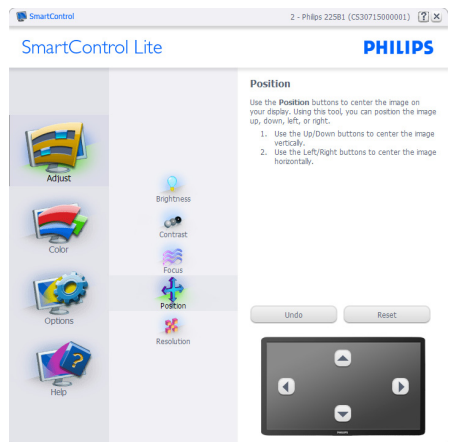 SmartControl
2 - Philips 225B1 (CS30715000001) ? X
SmartControl Lite
PHILIPS
Adjust
Color
Options
Help
Brightness
Contrast
Focus
Position
Resolution
Position
Use the Position buttons to center the image on
your display. Using this tool, you can position the image
up, down, left, or right.
1. Use the Up/Down buttons to center the image
vertically.
2. Use the Left/Right buttons to center the image
horizontally.
Undo
Reset
PHILIPS